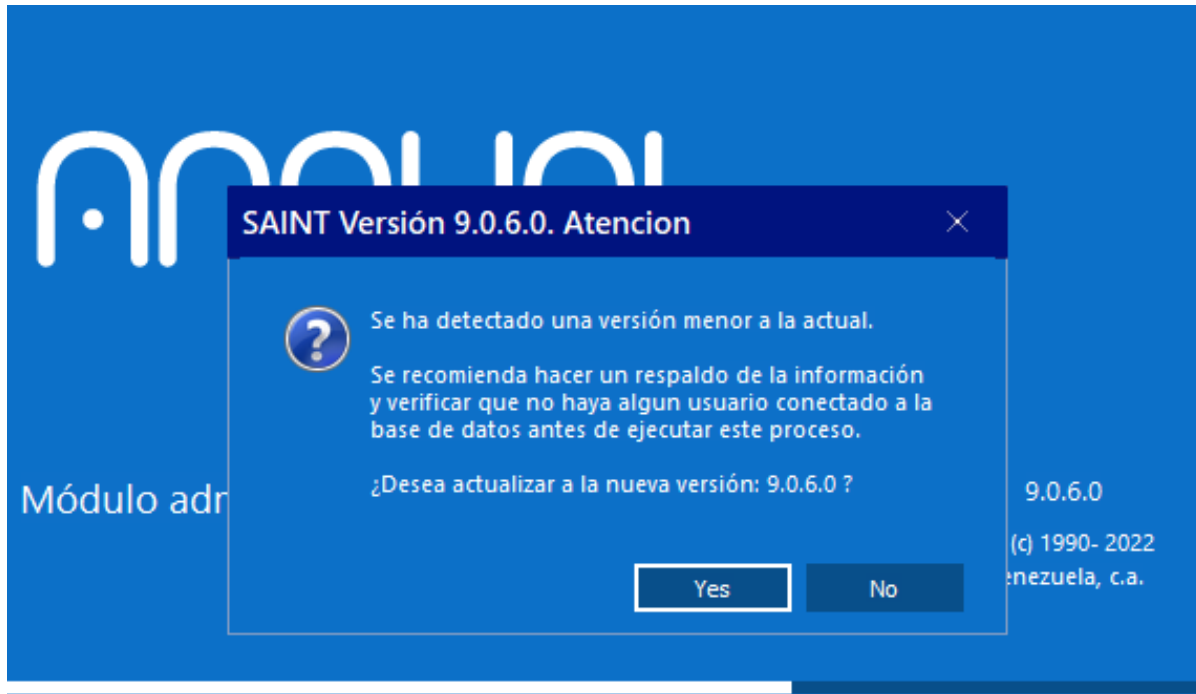 SAINT Versión 9.0.6.0. Atencion
Se ha detectado una versión menor a la actual.
Se recomienda hacer un respaldo de la información
y verificar que no haya algun usuario conectado a la
base de datos antes de ejecutar este proceso.
¿Desea actualizar a la nueva versión: 9.0.6.0 ?
Yes No
Módulo adr
9.0.6.0
(c) 1990- 2022
enezuela, c.a.